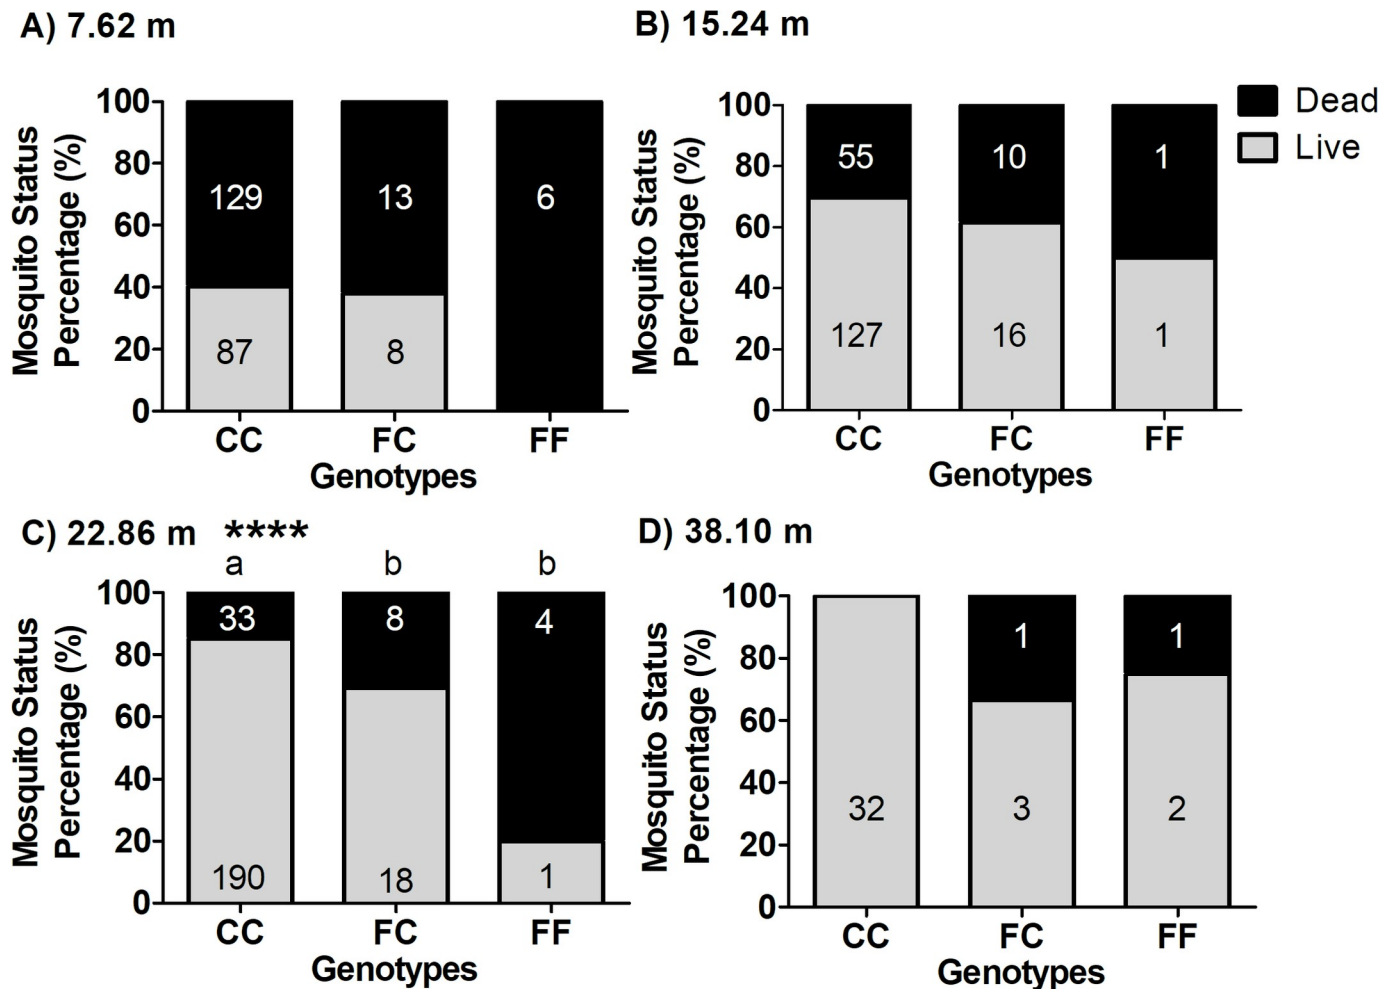 A) 7.62 m
Mosquito Status
Percentage (%)
100
80
60
40
20
0
129
13
6
87
8
CC
FC
FF
Genotypes
B) 15.24 m
Mosquito Status
Percentage (%)
100
80
60
40
20
0
55
10
1
127
16
1
CC
FC
FF
Genotypes
Dead
Live
C) 22.86 m ****
a
b
b
Mosquito Status
Percentage (%)
100
80
60
40
20
0
33
8
4
190
18
1
CC
FC
FF
Genotypes
D) 38.10 m
Mosquito Status
Percentage (%)
100
80
60
40
20
0
1
1
32
3
2
CC
FC
FF
Genotypes